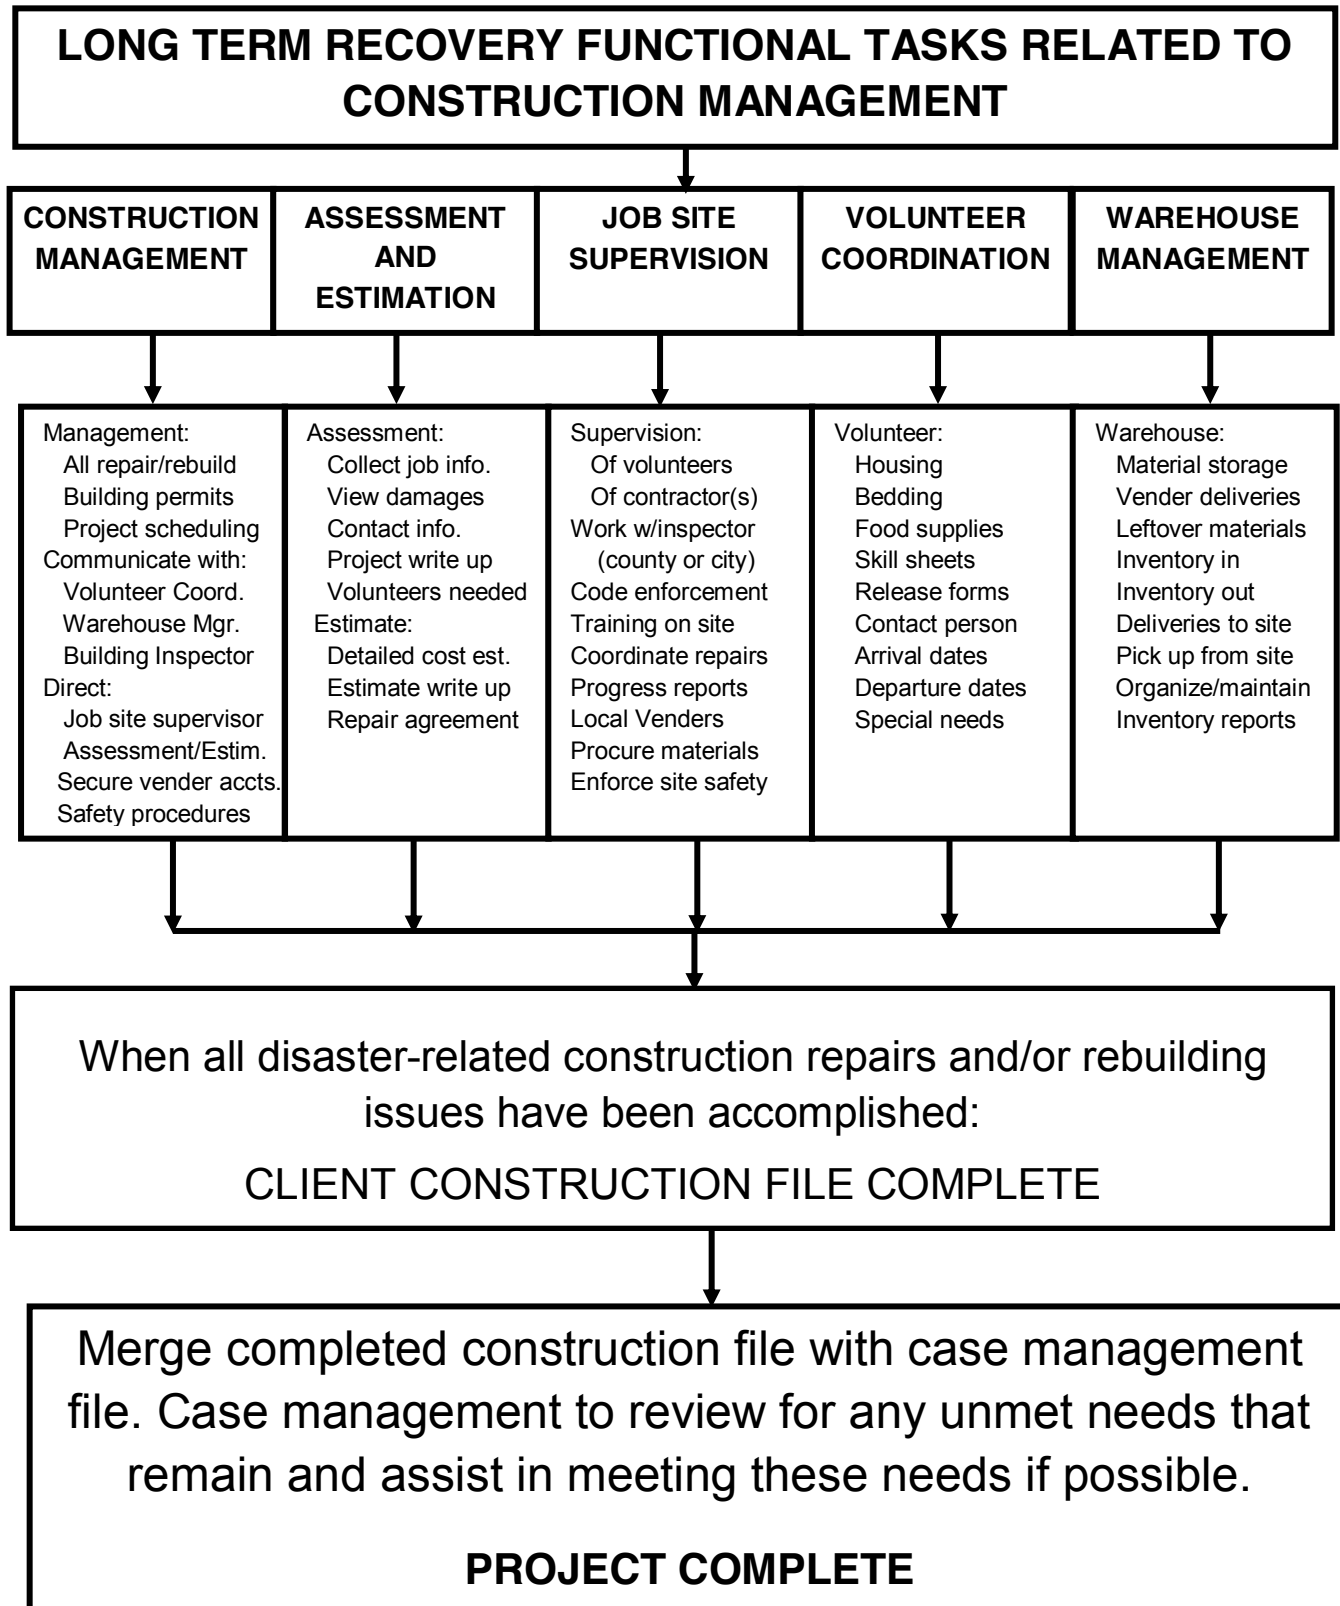 LONG TERM RECOVERY FUNCTIONAL TASKS RELATED TO
CONSTRUCTION MANAGEMENT
CONSTRUCTION
MANAGEMENT
ASSESSMENT
AND
ESTIMATION
JOB SITE
SUPERVISION
VOLUNTEER
COORDINATION
WAREHOUSE
MANAGEMENT
Management:
All repair/rebuild
Building permits
Project scheduling
Communicate with:
Volunteer Coord.
Warehouse Mgr.
Building Inspector
Direct:
Job site supervisor
Assessment/Estim.
Secure vender accts.
Safety procedures
Assessment:
Collect job info.
View damages
Contact info.
Project write up
Volunteers needed
Estimate:
Detailed cost est.
Estimate write up
Repair agreement
Supervision:
Of volunteers
Of contractor(s)
Work w/inspector
(county or city)
Code enforcement
Training on site
Coordinate repairs
Progress reports
Local Venders
Procure materials
Enforce site safety
Volunteer:
Housing
Bedding
Food supplies
Skill sheets
Release forms
Contact person
Arrival dates
Departure dates
Special needs
Warehouse:
Material storage
Vender deliveries
Leftover materials
Inventory in
Inventory out
Deliveries to site
Pick up from site
Organize/maintain
Inventory reports
When all disaster-related construction repairs and/or rebuilding
issues have been accomplished:
CLIENT CONSTRUCTION FILE COMPLETE
Merge completed construction file with case management
file. Case management to review for any unmet needs that
remain and assist in meeting these needs if possible.
PROJECT COMPLETE